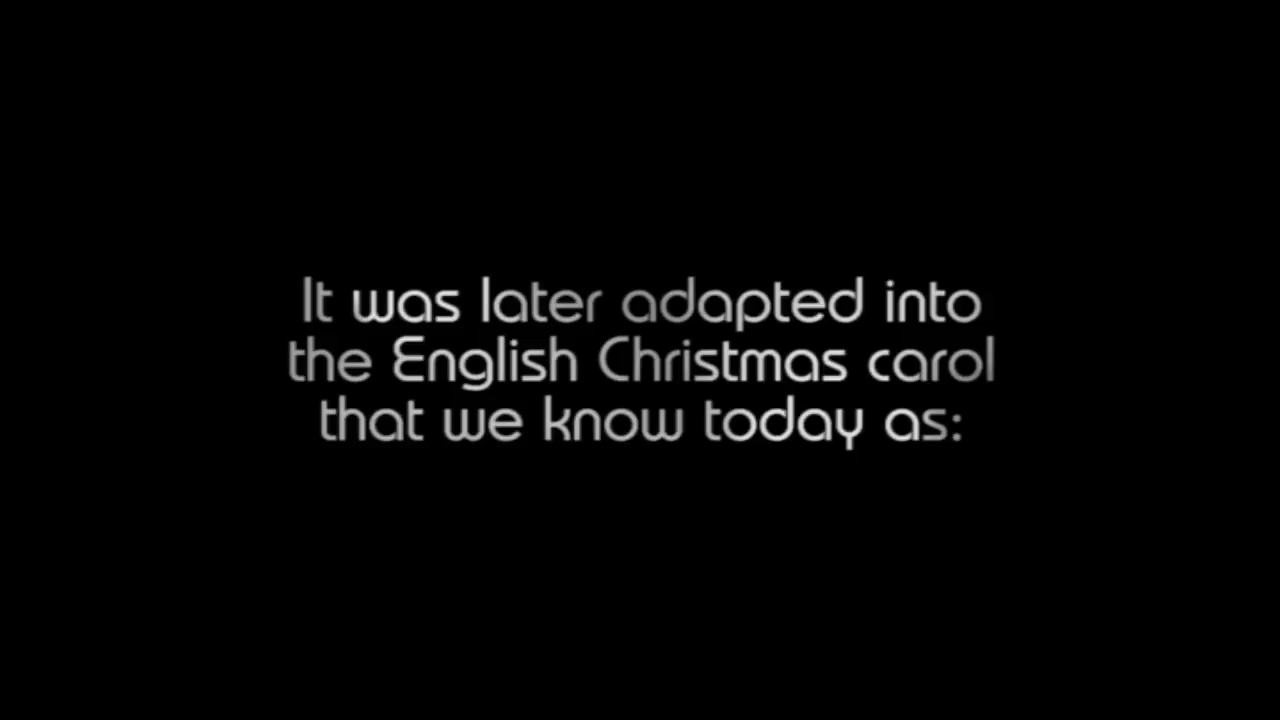 It was later adapted into
the English Christmas carol
that we know today as: